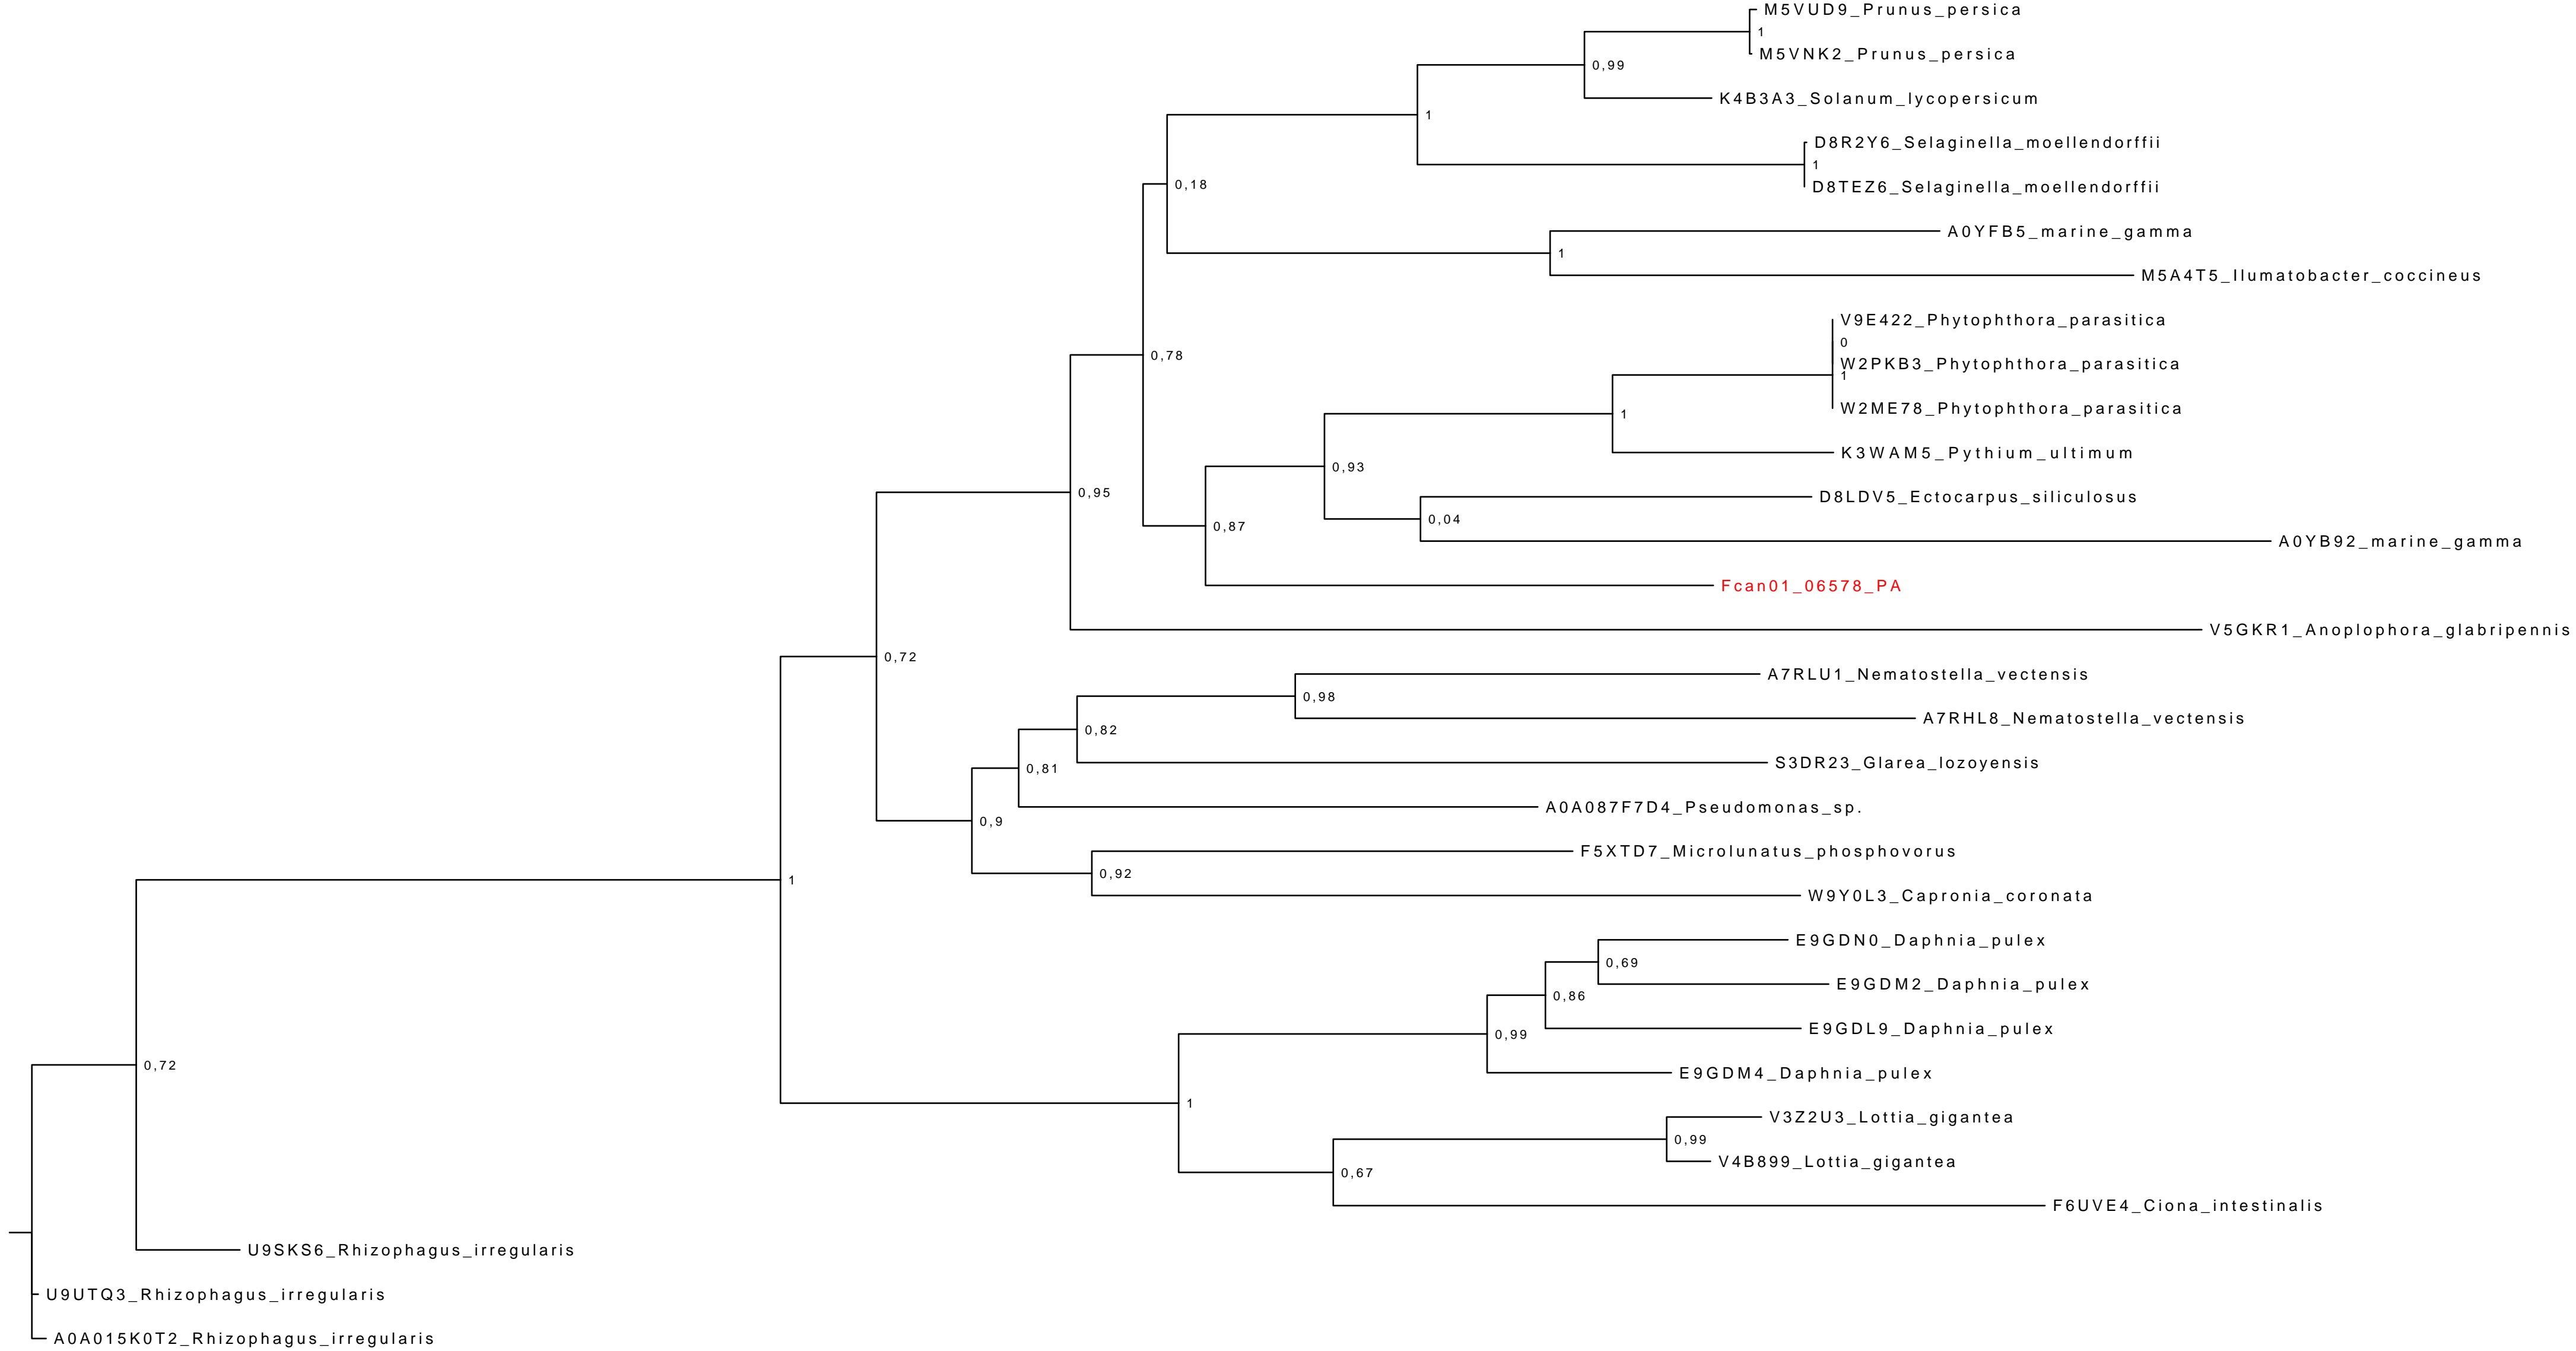 M5VUD9_Prunus_persica
1
M5VNK2_Prunus_persica
0,99
K4B3A3_Solanum_lycopersicum
1
D8R2Y6_Selaginella_moellendorffii
1
0,18
D8TEZ6_Selaginella_moellendorffii
A0YFB5_marine_gamma
1
M5A4T5_Ilumatobacter_coccineus
V9E422_Phytophthora_parasitica
0
0,78
W2PKB3_Phytophthora_parasitica
1
W2ME78_Phytophthora_parasitica
1
K3WAM5_Pythium_ultimum
0,93
0,95
D8LDV5_Ectocarpus_siliculosus
0,04
0,87
A0YB92_marine_gamma
Fcan01_06578_PA
V5GKR1_Anoplophora_glabripennis
0,72
A7RLU1_Nematostella_vectensis
0,98
A7RHL8_Nematostella_vectensis
0,82
S3DR23_Glarea_lozoyensis
0,81
A0A087F7D4_Pseudomonas_sp.
0,9
F5XTD7_Microlunatus_phosphovorus
0,92
1
W9Y0L3_Capronia_coronata
E9GDN0_Daphnia_pulex
0,69
E9GDM2_Daphnia_pulex
0,86
E9GDL9_Daphnia_pulex
0,99
0,72
E9GDM4_Daphnia_pulex
1
V3Z2U3_Lottia_gigantea
0,99
V4B899_Lottia_gigantea
0,67
F6UVE4_Ciona_intestinalis
U9SKS6_Rhizophagus_irregularis
U9UTQ3_Rhizophagus_irregularis
A0A015K0T2_Rhizophagus_irregularis